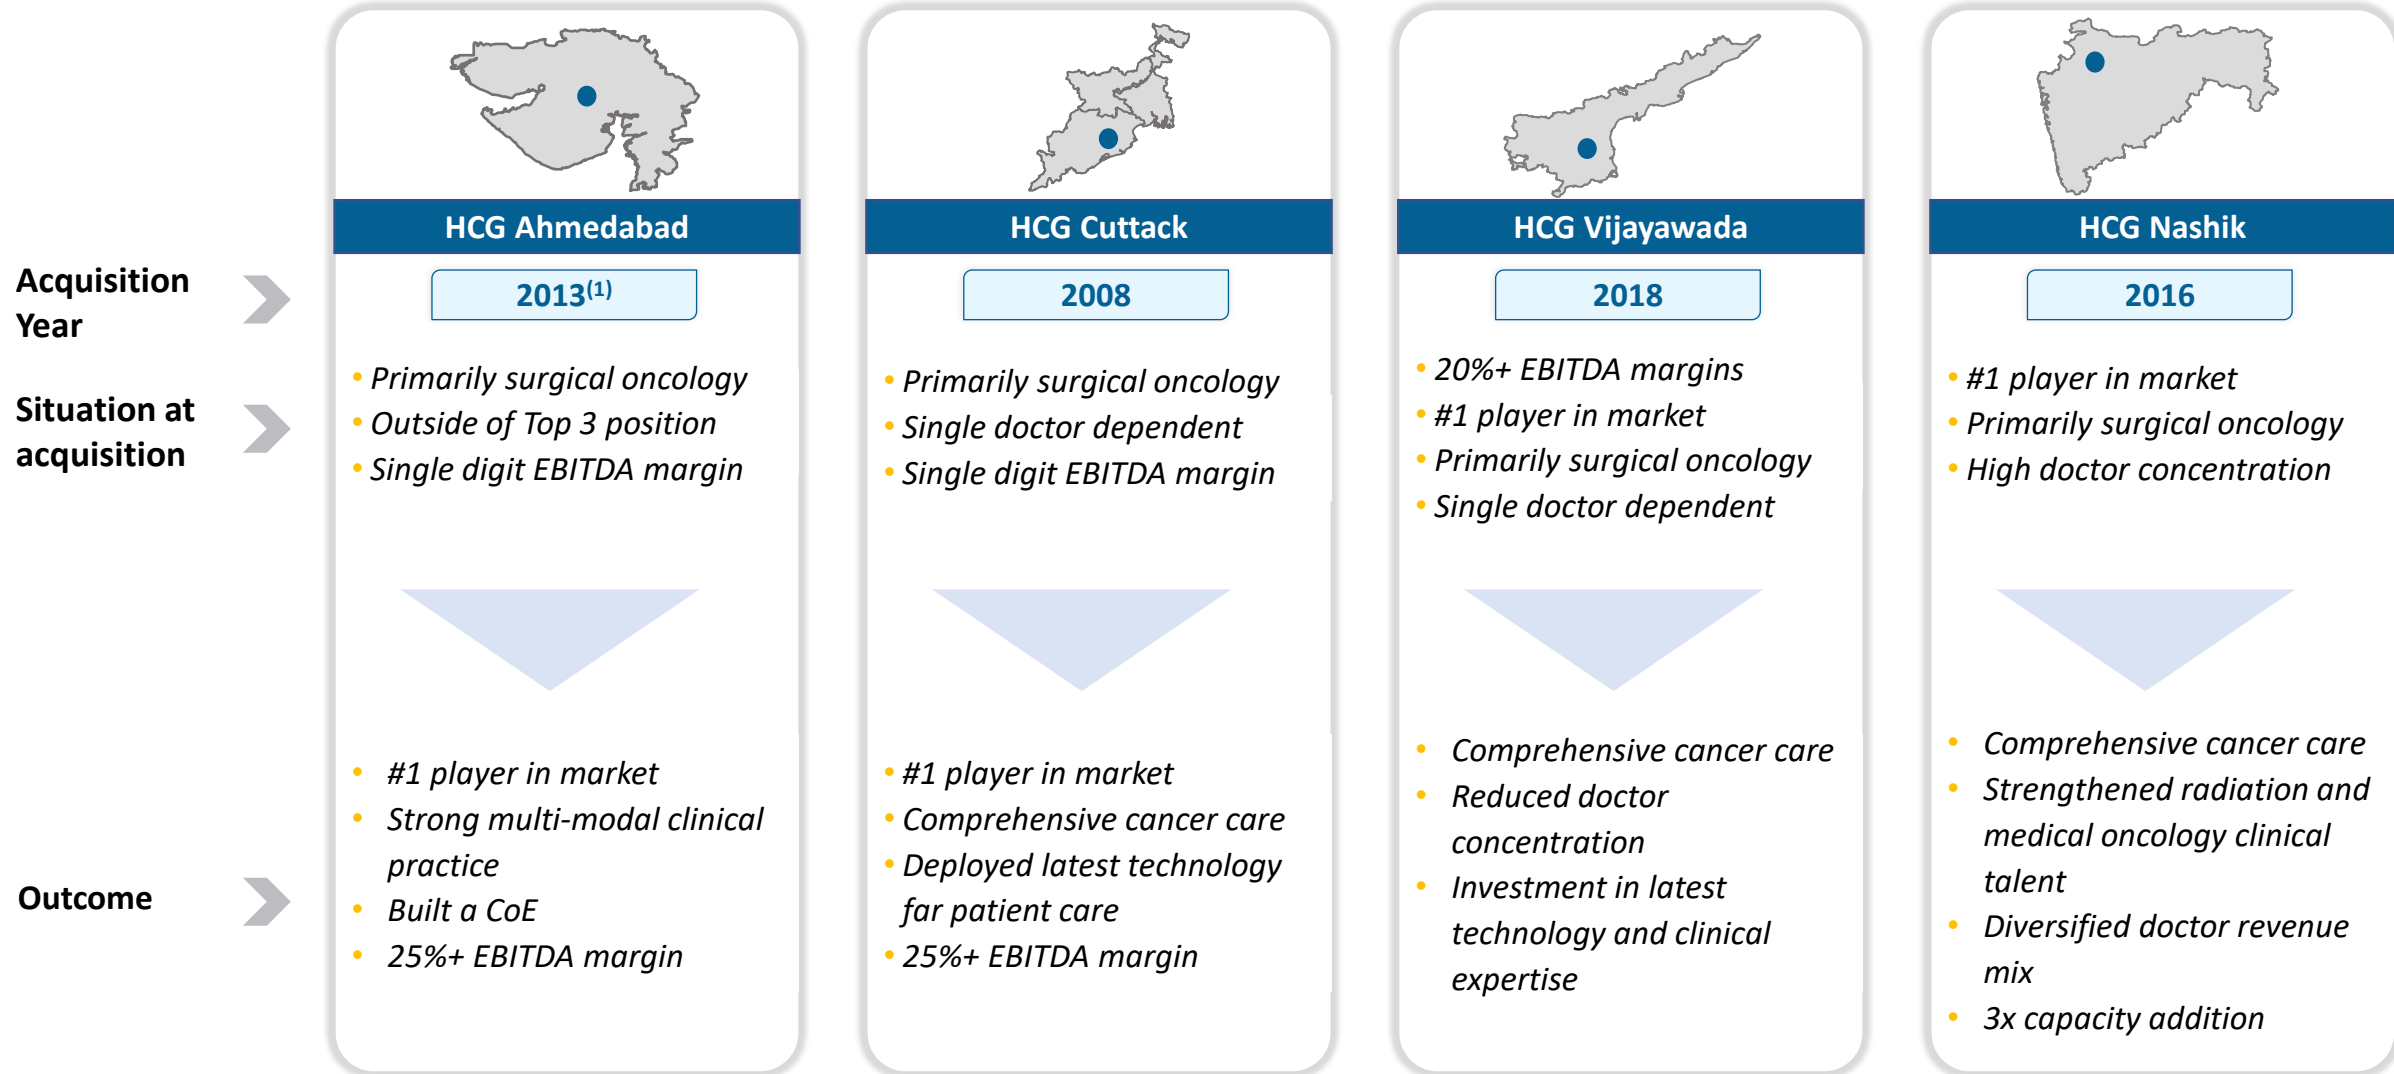 HCG Ahmedabad
HCG Cuttack
HCG Vijayawada
HCG Nashik
Acquisition
Year
2013(1)
2008
2018
2016
Situation at
acquisition
• Primarily surgical oncology
• Outside of Top 3 position
• Single digit EBITDA margin
• Primarily surgical oncology
• Single doctor dependent
• Single digit EBITDA margin
• 20%+ EBITDA margins
• #1 player in market
• Primarily surgical oncology
• Single doctor dependent
• #1 player in market
• Primarily surgical oncology
• High doctor concentration
Outcome
• #1 player in market
• Strong multi-modal clinical
practice
• Built a CoE
• 25%+ EBITDA margin
• #1 player in market
• Comprehensive cancer care
• Deployed latest technology
far patient care
• 25%+ EBITDA margin
• Comprehensive cancer care
• Reduced doctor
concentration
• Investment in latest
technology and clinical
expertise
• Comprehensive cancer care
• Strengthened radiation and
medical oncology clinical
talent
• Diversified doctor revenue
mix
• 3x capacity addition